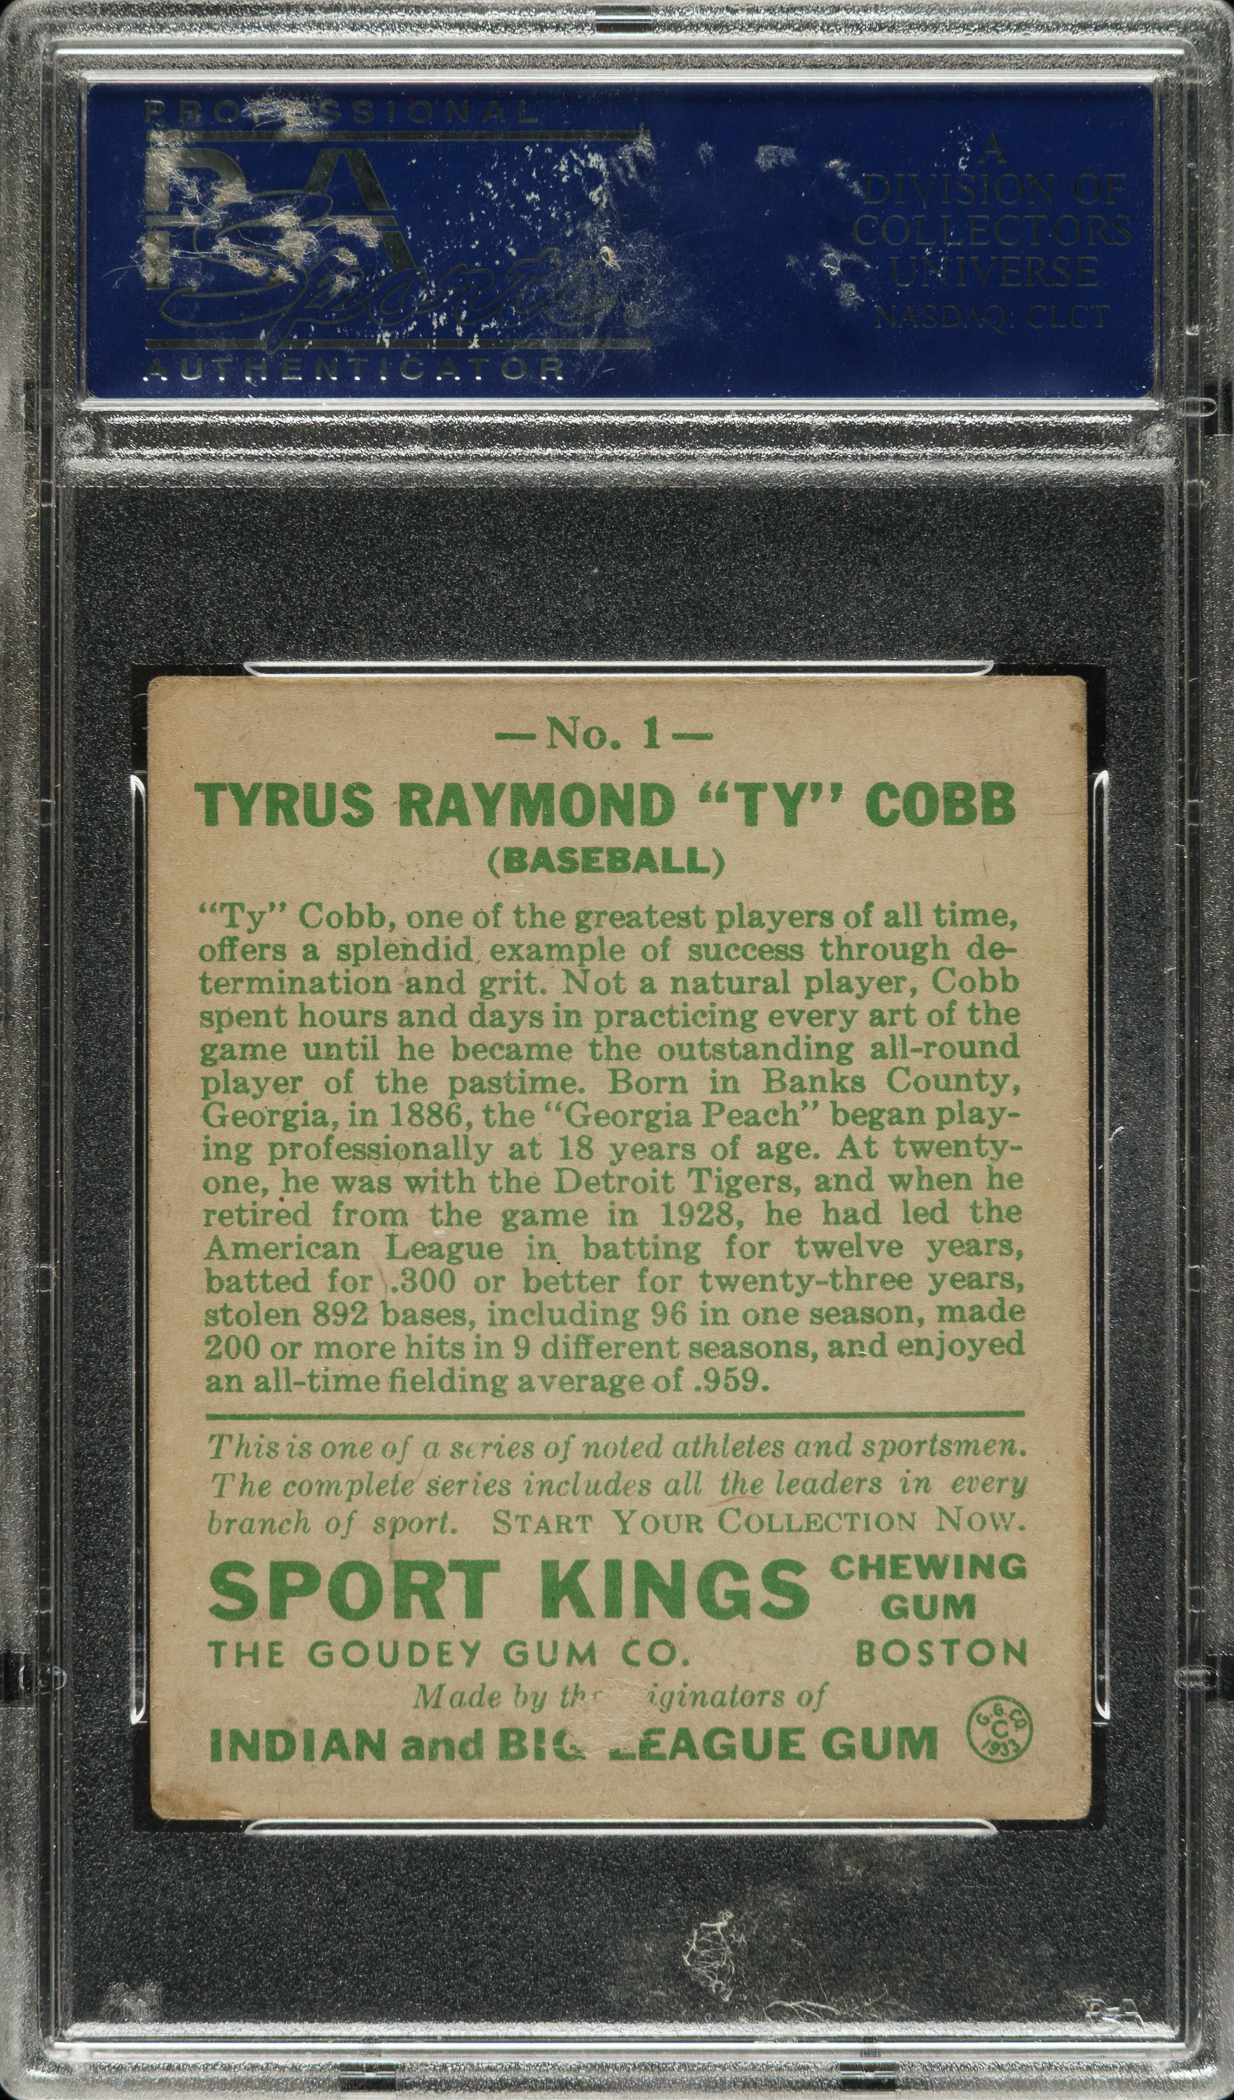 PROFESSIONAL
PSA
Sports
AUTHENTICATOR
A
DIVISION OF
COLLECTORS
UNIVERSE
NASDAQ: CLCT
—No. 1—
TYRUS RAYMOND “TY” COBB
(BASEBALL)
“Ty” Cobb, one of the greatest players of all time,
offers a splendid example of success through de-
termination and grit. Not a natural player, Cobb
spent hours and days in practicing every art of the
game until he became the outstanding all-round
player of the pastime. Born in Banks County,
Georgia, in 1886, the “Georgia Peach” began play-
ing professionally at 18 years of age. At twenty-
one, he was with the Detroit Tigers, and when he
retired from the game in 1928, he had led the
American League in batting for twelve years,
batted for .300 or better for twenty-three years,
stolen 892 bases, including 96 in one season, made
200 or more hits in 9 different seasons, and enjoyed
an all-time fielding average of .959.
This is one of a series of noted athletes and sportsmen.
The complete series includes all the leaders in every
branch of sport. START YOUR COLLECTION NOW.
SPORT KINGS CHEWING
GUM
THE GOUDEY GUM CO. BOSTON
Made by the originators of
INDIAN and BIG LEAGUE GUM
G. G. CO.
C
1933
PSA